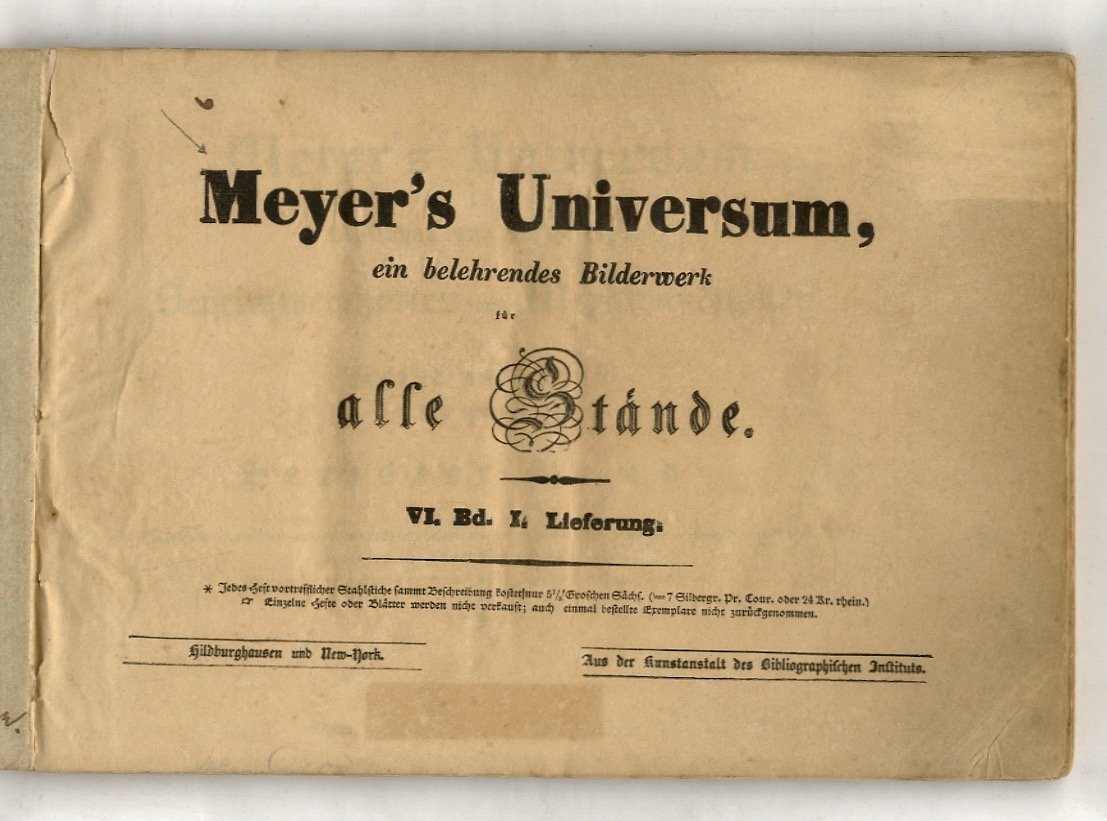 Meyer's Universum,
ein belehrendes Bilderwerk
für
alle Stände.
VI. Bd. I. Lieferung.
* Jedes Heft vortrefflicher Stahlstiche sammt Beschreibung kostet nur Groschen Sächs. (= 7 Silbergr. Pr. Cour. oder 24 Kr. rhein.)
☞ Einzelne Hefte oder Blätter werden nicht verkauft; auch einmal bestellte Exemplare nicht zurückgenommen.
Hildburghausen und New-York.
Aus der Kunstanstalt des Bibliographischen Instituts.